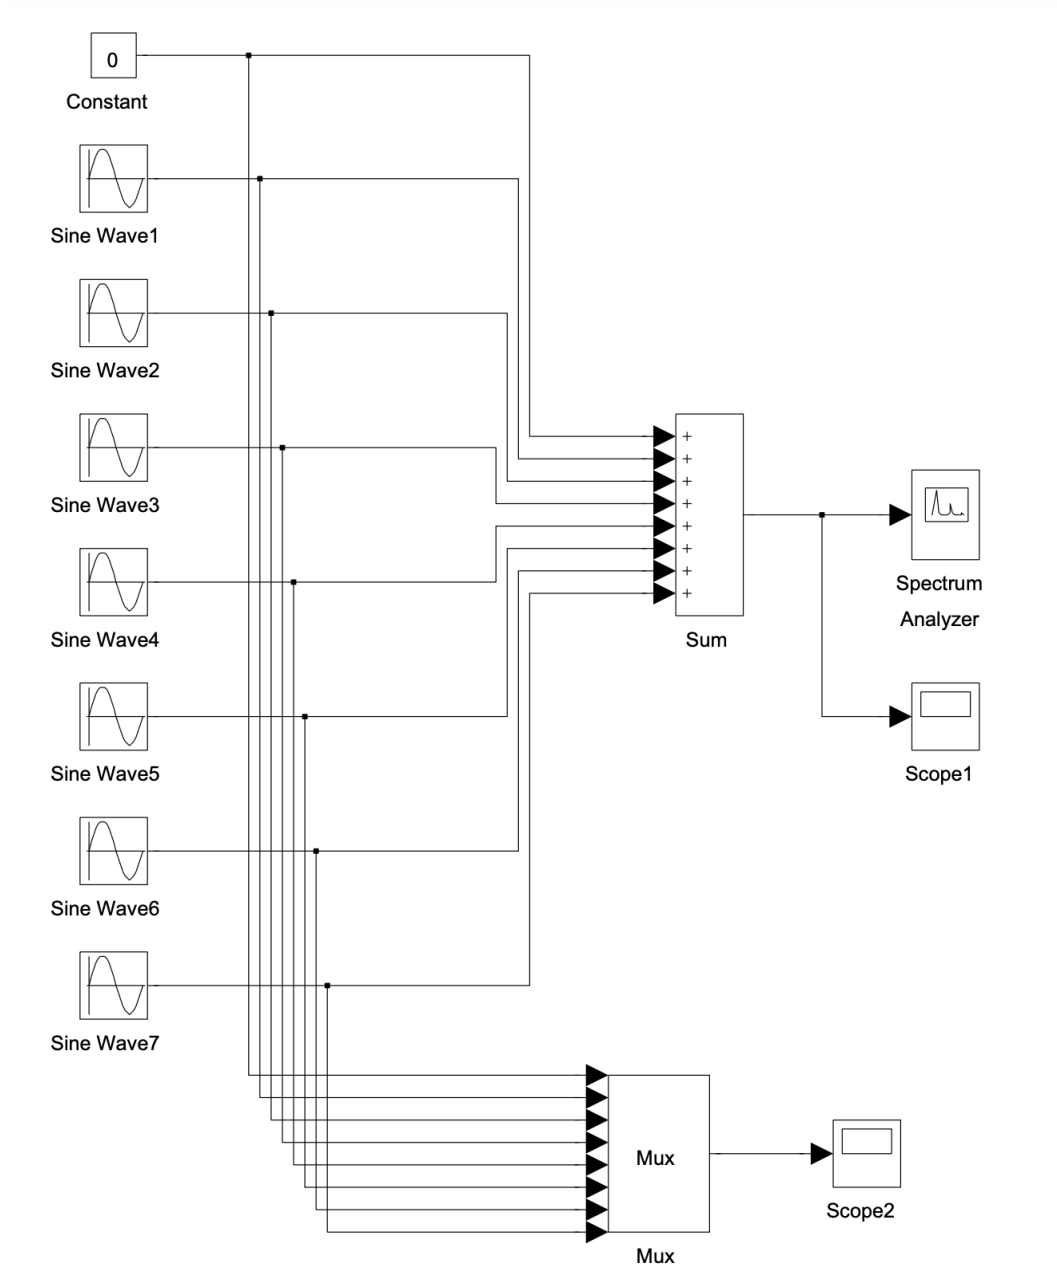 0
Constant
Sine Wave1
Sine Wave2
Sine Wave3
Sine Wave4
Sine Wave5
Sine Wave6
Sine Wave7
+
+
+
+
+
+
+
+
Sum
Spectrum
Analyzer
Scope1
Mux
Mux
Scope2